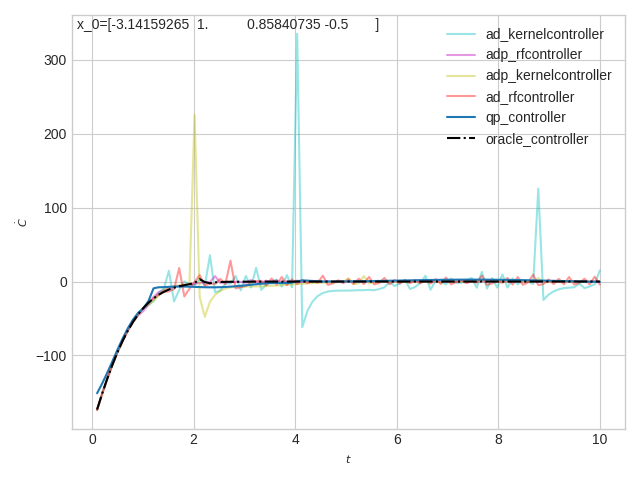 x_0=[-3.14159265 1. 0.85840735 -0.5 ]
ad_kernelcontroller
adp_rfcontroller
adp_kernelcontroller
ad_rfcontroller
qp_controller
oracle_controller
300
200
100
0
−100
Ċ
0 2 4 6 8 10
t